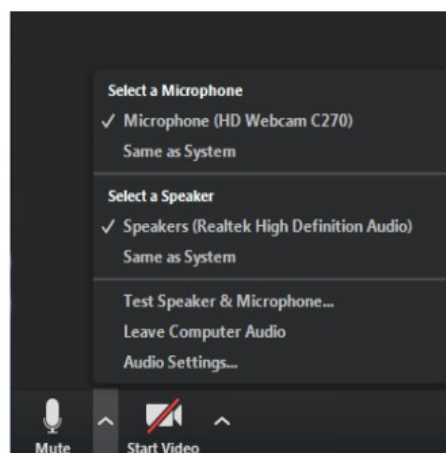 Select a Microphone
✓ Microphone (HD Webcam C270)
Same as System
Select a Speaker
✓ Speakers (Realtek High Definition Audio)
Same as System
Test Speaker & Microphone...
Leave Computer Audio
Audio Settings...
Mute Start Video